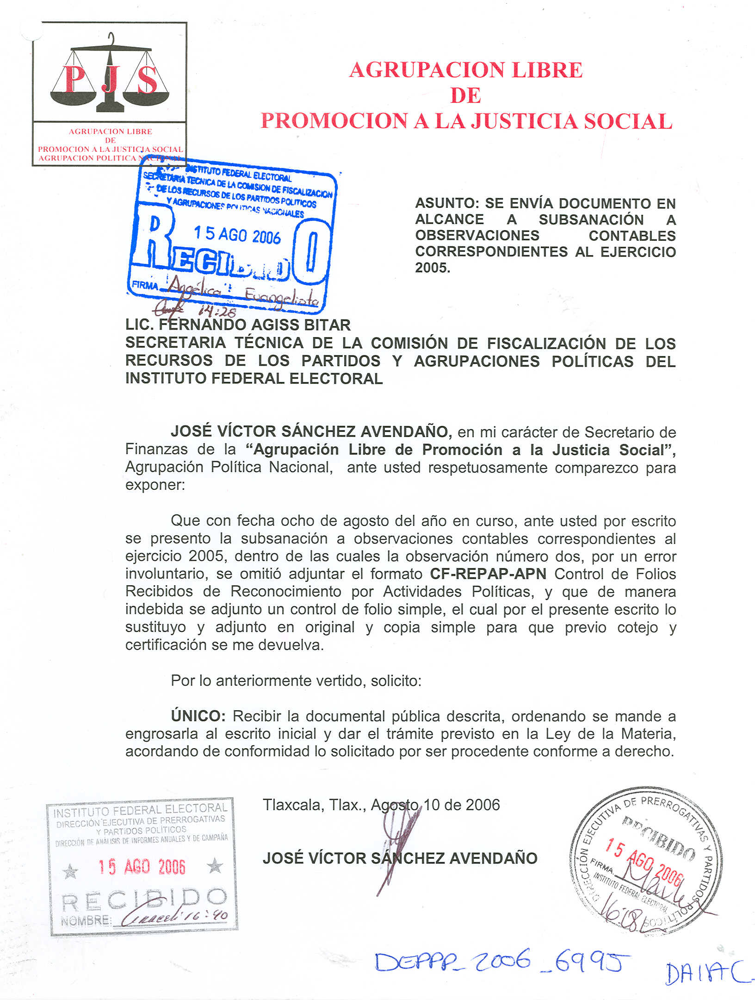 P J S
AGRUPACION LIBRE
DE
PROMOCION A LA JUSTICIA SOCIAL
AGRUPACION POLITICA NACIONAL
AGRUPACION LIBRE
DE
PROMOCION A LA JUSTICIA SOCIAL
INSTITUTO FEDERAL ELECTORAL
SECRETARIA TECNICA DE LA COMISION DE FISCALIZACION
DE LOS RECURSOS DE LOS PARTIDOS POLITICOS
Y AGRUPACIONES POLITICAS NACIONALES
15 AGO 2006
RECIBIDO
FIRMA Angélica Evangelista
14:28
ASUNTO: SE ENVÍA DOCUMENTO EN
ALCANCE A SUBSANACIÓN A
OBSERVACIONES CONTABLES
CORRESPONDIENTES AL EJERCICIO
2005.
LIC. FERNANDO AGISS BITAR
SECRETARIA TÉCNICA DE LA COMISIÓN DE FISCALIZACIÓN DE LOS
RECURSOS DE LOS PARTIDOS Y AGRUPACIONES POLÍTICAS DEL
INSTITUTO FEDERAL ELECTORAL
JOSÉ VÍCTOR SÁNCHEZ AVENDAÑO, en mi carácter de Secretario de
Finanzas de la “Agrupación Libre de Promoción a la Justicia Social”,
Agrupación Política Nacional, ante usted respetuosamente comparezco para
exponer:
Que con fecha ocho de agosto del año en curso, ante usted por escrito
se presento la subsanación a observaciones contables correspondientes al
ejercicio 2005, dentro de las cuales la observación número dos, por un error
involuntario, se omitió adjuntar el formato CF-REPAP-APN Control de Folios
Recibidos de Reconocimiento por Actividades Políticas, y que de manera
indebida se adjunto un control de folio simple, el cual por el presente escrito lo
sustituyo y adjunto en original y copia simple para que previo cotejo y
certificación se me devuelva.
Por lo anteriormente vertido, solicito:
ÚNICO: Recibir la documental pública descrita, ordenando se mande a
engrosarla al escrito inicial y dar el trámite previsto en la Ley de la Materia,
acordando de conformidad lo solicitado por ser procedente conforme a derecho.
Tlaxcala, Tlax., Agosto 10 de 2006
JOSÉ VÍCTOR SÁNCHEZ AVENDAÑO
INSTITUTO FEDERAL ELECTORAL
DIRECCIÓN EJECUTIVA DE PRERROGATIVAS
Y PARTIDOS POLÍTICOS
DIRECCIÓN DE ANÁLISIS DE INFORMES ANUALES Y DE CAMPAÑA
15 AGO 2006
RECIBIDO
NOMBRE: Araceli 16:40
DIRECCIÓN EJECUTIVA DE PRERROGATIVAS Y PARTIDOS POLÍTICOS
RECIBIDO
15 AGO 2006
FIRMA.
INSTITUTO FEDERAL ELECTORAL
DEPPP_2006_6995